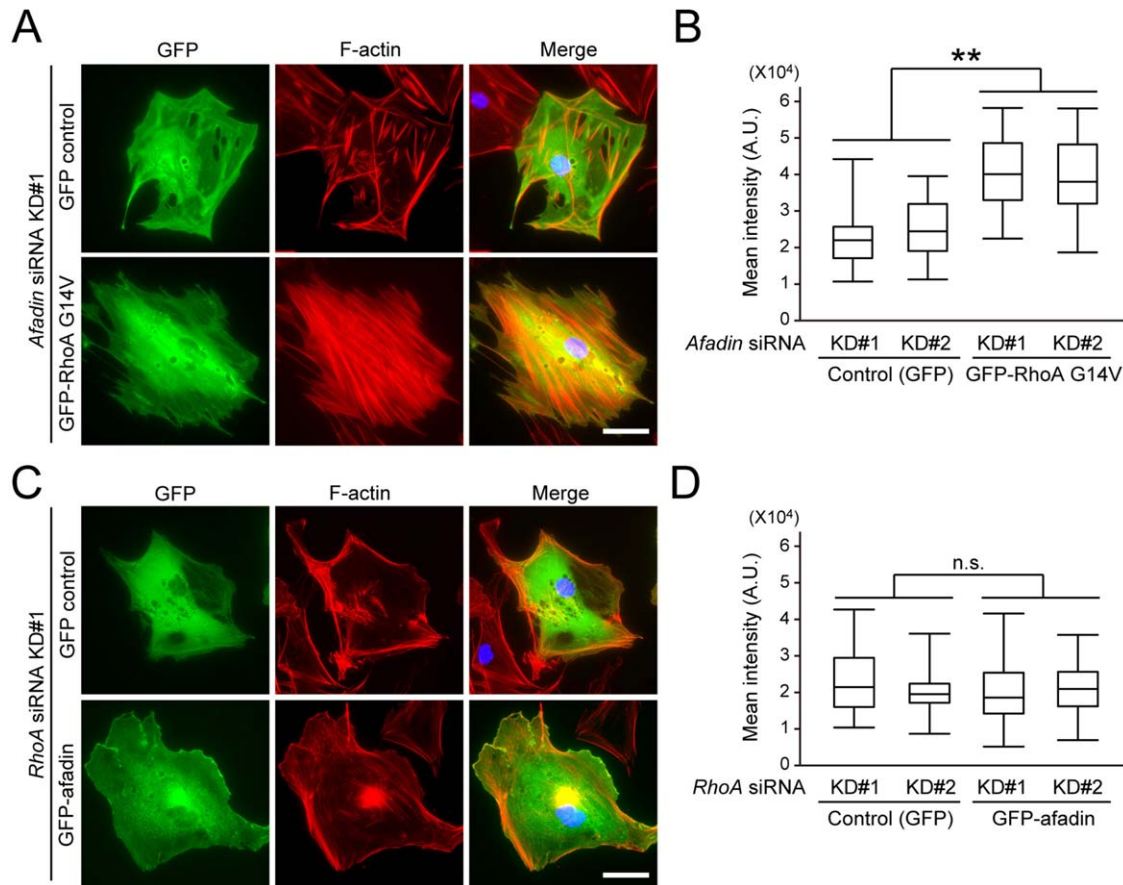 A
GFP F-actin Merge
Afadin siRNA KD#1
GFP control
GFP-RhoA G14V
B
(X10⁴)
**
Mean intensity (A.U.)
6
5
4
3
2
1
0
Afadin siRNA KD#1 KD#2 KD#1 KD#2
Control (GFP) GFP-RhoA G14V
C
GFP F-actin Merge
RhoA siRNA KD#1
GFP control
GFP-afadin
D
(X10⁴)
n.s.
Mean intensity (A.U.)
6
5
4
3
2
1
0
RhoA siRNA KD#1 KD#2 KD#1 KD#2
Control (GFP) GFP-afadin